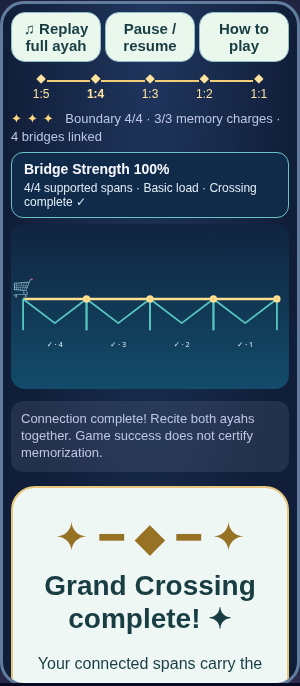 ♫ Replay full ayah
Pause / resume
How to play
1:5 1:4 1:3 1:2 1:1
✦ ✦ ✦ Boundary 4/4 · 3/3 memory charges ·
4 bridges linked
Bridge Strength 100%
4/4 supported spans · Basic load · Crossing
complete ✓
✓ · 4 ✓ · 3 ✓ · 2 ✓ · 1
Connection complete! Recite both ayahs
together. Game success does not certify
memorization.
Grand Crossing
complete! ✦
Your connected spans carry the